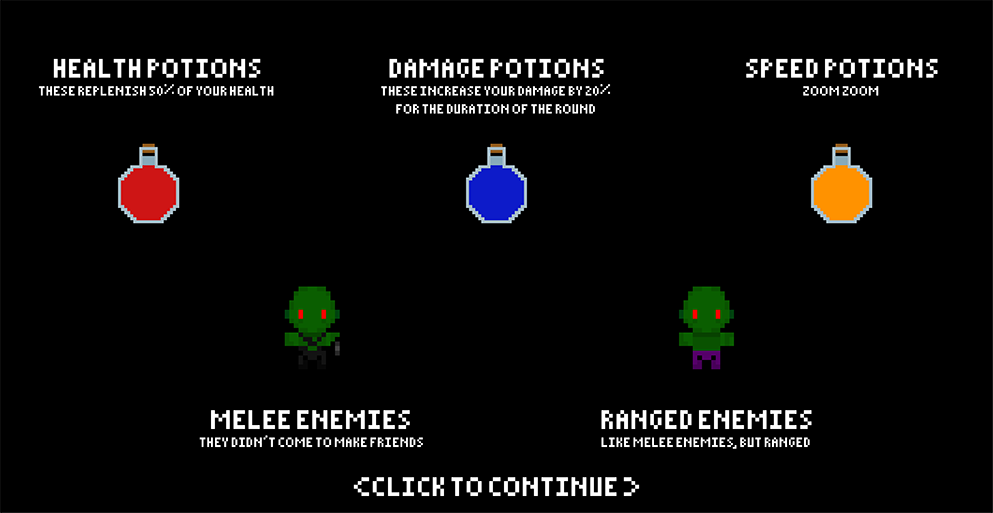 HEALTH POTIONS
THESE REPLENISH 50% OF YOUR HEALTH
DAMAGE POTIONS
THESE INCREASE YOUR DAMAGE BY 20%
FOR THE DURATION OF THE ROUND
SPEED POTIONS
ZOOM ZOOM
MELEE ENEMIES
THEY DIDN'T COME TO MAKE FRIENDS
RANGED ENEMIES
LIKE MELEE ENEMIES, BUT RANGED
<CLICK TO CONTINUE >